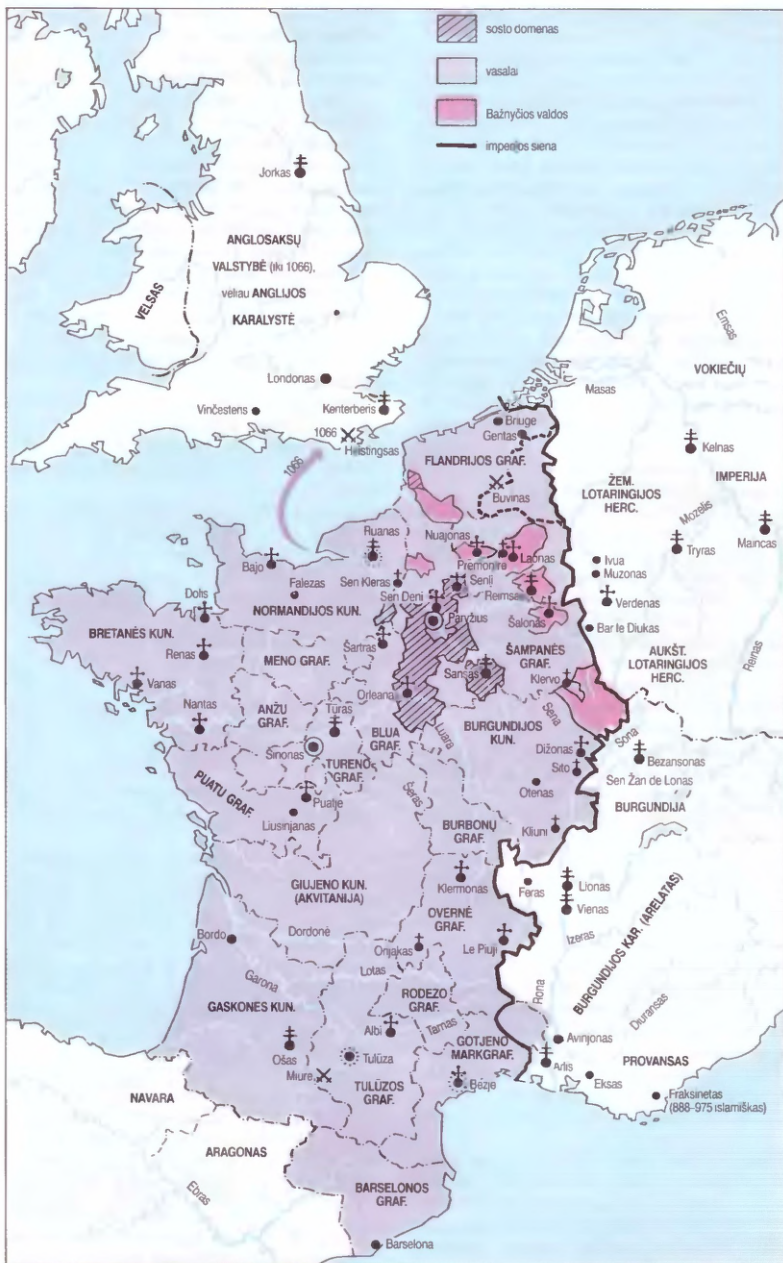 sosto domenas
vasalai
Bažnyčios valdos
imperijos siena
Jorkas
ANGLOSAKSŲ
VALSTYBĖ (iki 1066),
vėliau ANGLIJOS
KARALYSTĖ
VELSAS
Londonas
Vinčestens
Kenterberis
1066
Heistingsas
1066
Emsas
VOKIEČIŲ
Masas
Briuge
Gentas
FLANDRIJOS GRAF.
Buvinas
Kelnas
IMPERIJA
ŽEM.
LOTARINGIJOS
HERC.
Mozelis
Maincas
Tryras
Ruanas
Nuajonas
Premontrė
Laonas
Bajo
Falezas
Sen Kleras
Senli
Reimsas
Ivua
Muzonas
Verdenas
Dolis
NORMANDIJOS KUN.
Sen Deni
Paryžius
Šalonas
Bar le Diukas
BRETANĖS KUN.
Renas
MENO GRAF.
Šartras
ŠAMPANĖS
GRAF.
AUKŠT.
LOTARINGIJOS
HERC.
Reinas
Vanas
Sansas
Klervo
Orleanas
Nantas
ANŽU
GRAF.
Tūras
BLUA
GRAF.
Luara
Sena
BURGUNDIJOS
KUN.
Sona
Šinonas
TURENO
GRAF.
Dižonas
Bezansonas
Sito
Sen Žan de Lonas
PUATU GRAF.
Puatjė
Šeras
Otenas
BURGUNDIJA
Liusinjanas
BURBONŲ
GRAF.
Kliuni
GIUJENO KUN.
(AKVITANIJA)
Klermonas
Feras
Lionas
Vienas
OVERNĖ
GRAF.
Bordo
Dordonė
Orijakas
Le Piuji
Izeras
BURGUNDIJOS KAR. (ARELATAS)
Lotas
Garona
Rona
GASKONĖS KUN.
RODEZO
GRAF.
Diuransas
Albi
Tarnas
GOTJENO
MARKGRAF.
Avinjonas
Ošas
Tulūza
Arlis
PROVANSAS
Miurė
Bezjė
Eksas
NAVARA
TULŪZOS
GRAF.
Fraksinetas
(888–975 islamiškas)
ARAGONAS
Ebras
BARSELONOS
GRAF.
Barselona